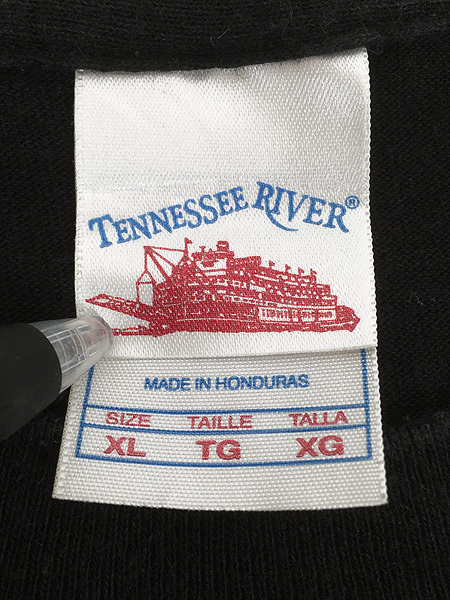 TENNESSEE RIVER®
MADE IN HONDURAS
SIZE TAILLE TALLA
XL TG XG